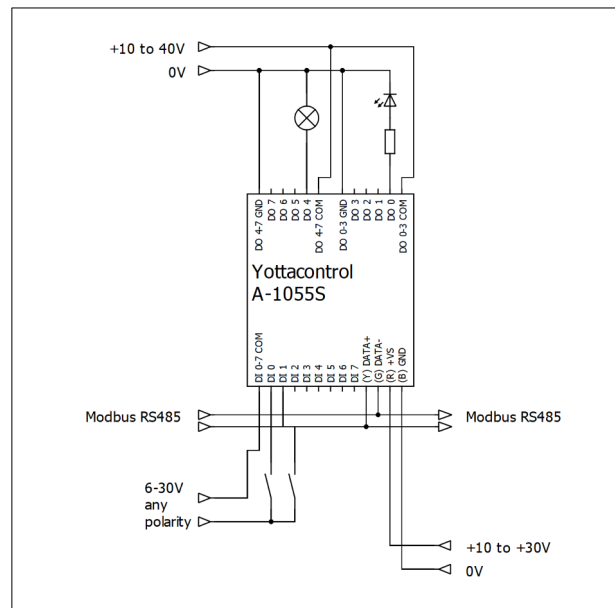 +10 to 40V
0V
DO 4-7 GND
DO 7
DO 6
DO 5
DO 4
DO 4-7 COM
DO 0-3 GND
DO 3
DO 2
DO 1
DO 0
DO 0-3 COM
Yottacontrol
A-1055S
DI 0-7 COM
DI 0
DI 1
DI 2
DI 3
DI 4
DI 5
DI 6
DI 7
(Y) DATA+
(G) DATA-
(R) +VS
(B) GND
Modbus RS485
Modbus RS485
6-30V
any
polarity
+10 to +30V
0V